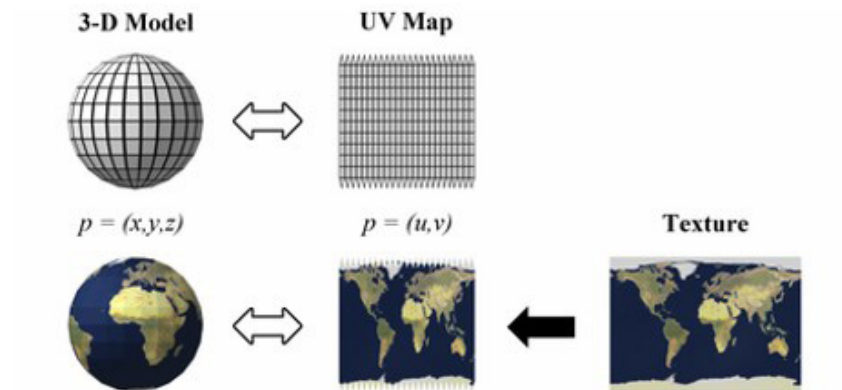 3-D Model
UV Map
p = (x,y,z)
p = (u,v)
Texture